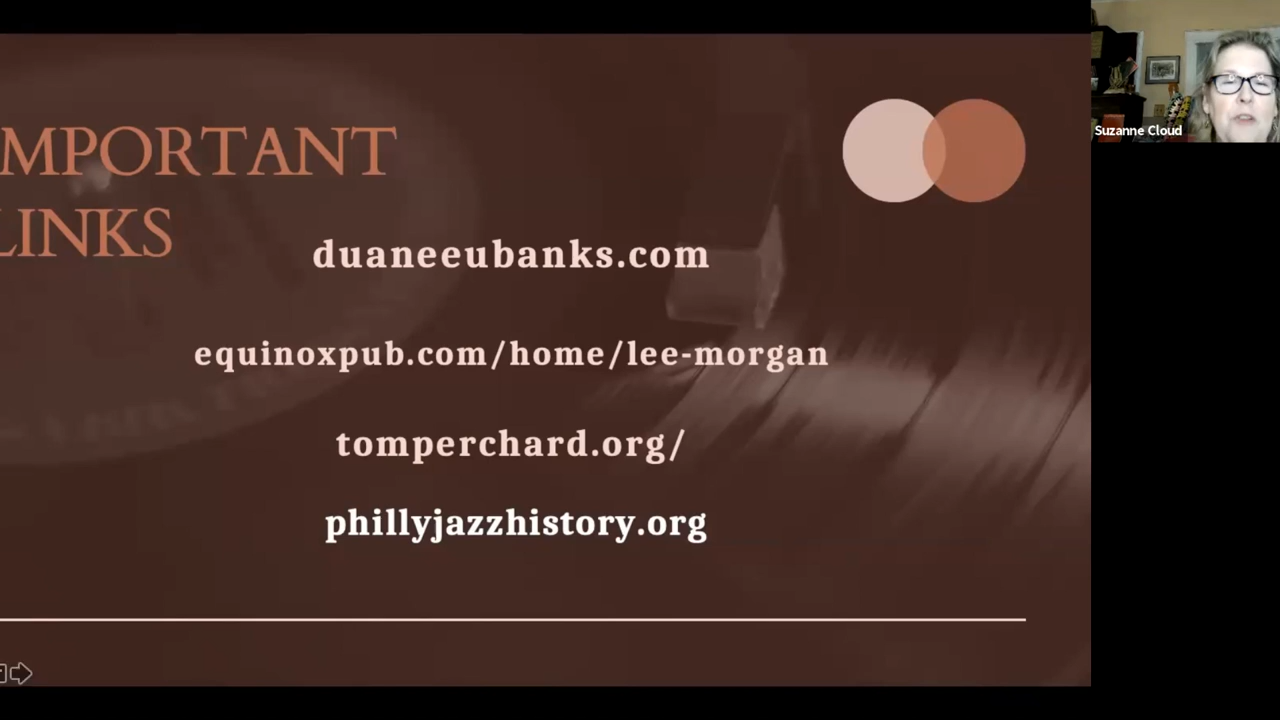 MPORTANT
LINKS
duaneeubanks.com
equinoxpub.com/home/lee-morgan
tomperchard.org/
phillyjazzhistory.org
Suzanne Cloud